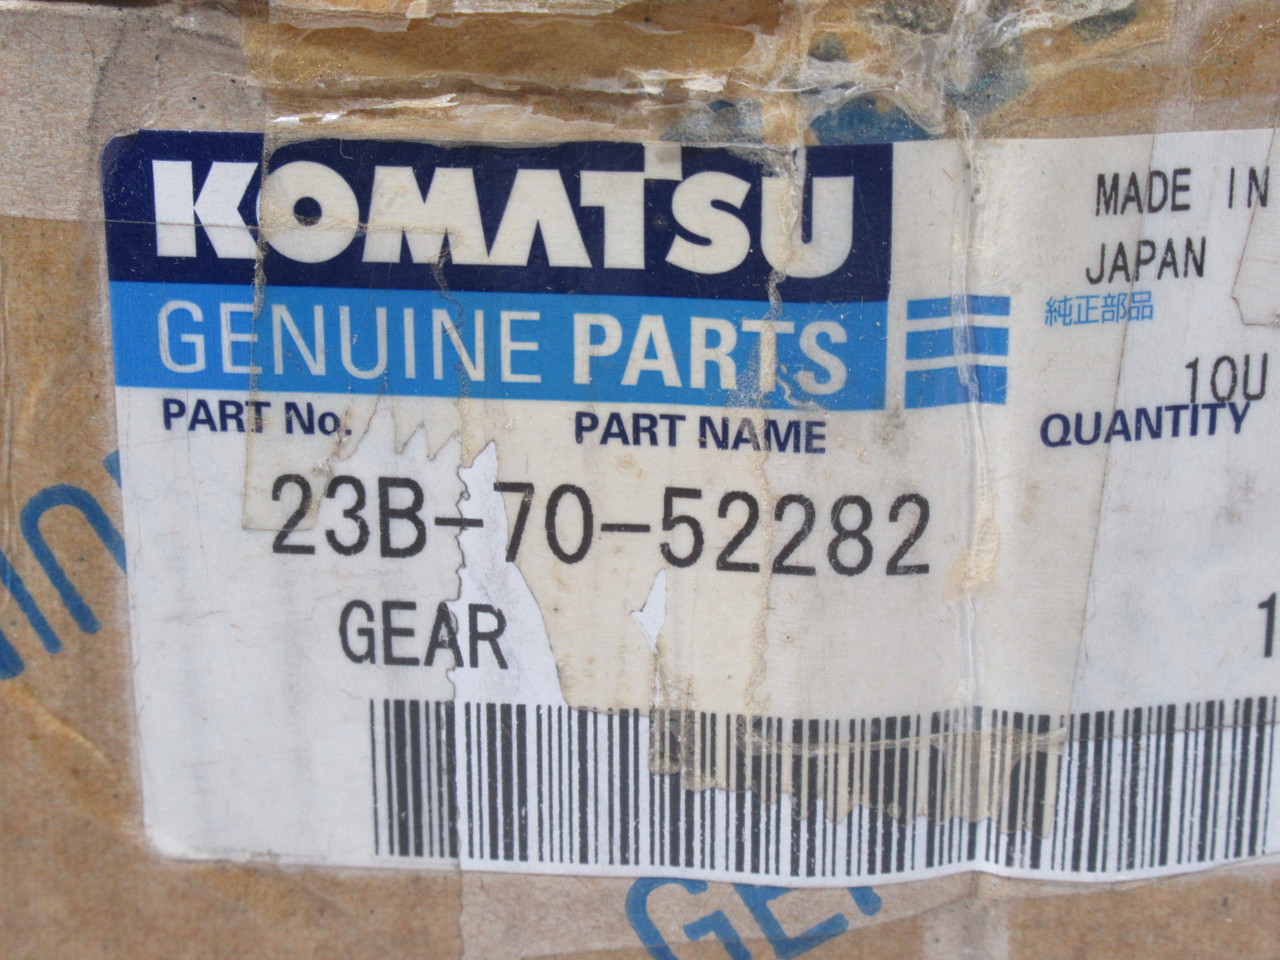 KOMATSU
GENUINE PARTS
MADE IN
JAPAN
純正部品
10U
PART No.
PART NAME
QUANTITY
23B-70-52282
GEAR
1